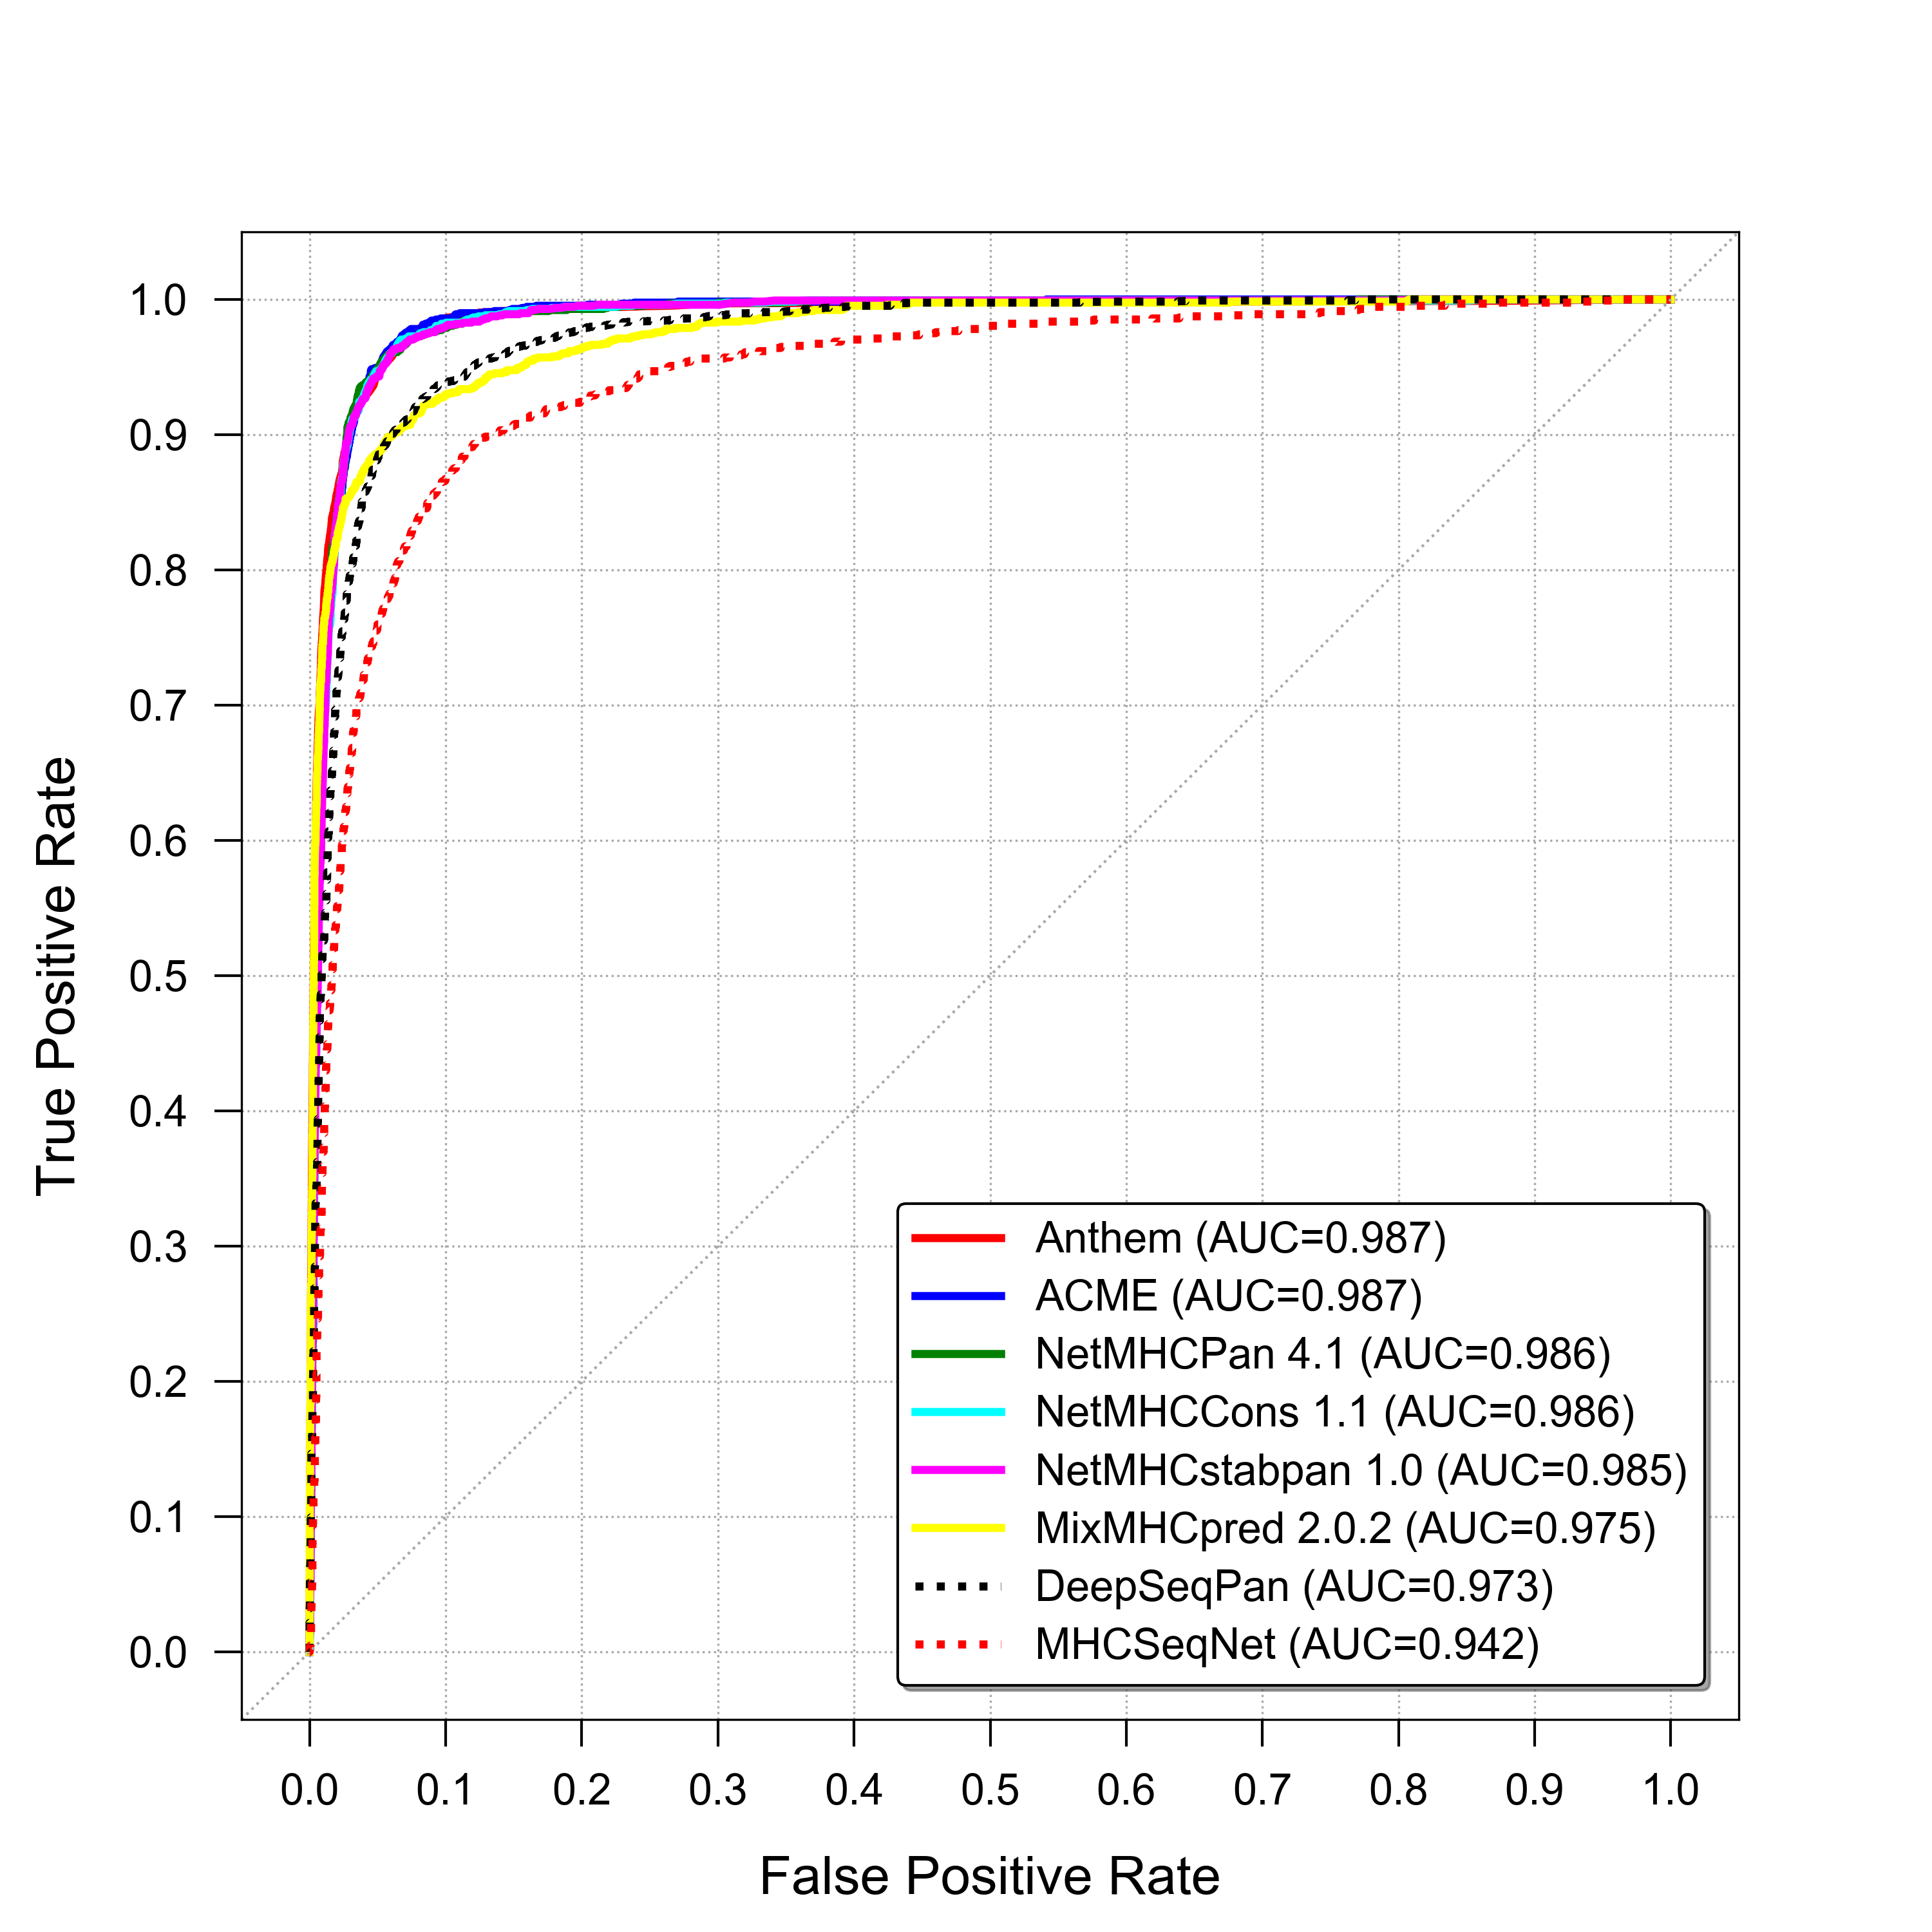 1.0
0.9
0.8
0.7
0.6
0.5
0.4
0.3
0.2
0.1
0.0
True Positive Rate
Anthem (AUC=0.987)
ACME (AUC=0.987)
NetMHCPan 4.1 (AUC=0.986)
NetMHCCons 1.1 (AUC=0.986)
NetMHCstabpan 1.0 (AUC=0.985)
MixMHCpred 2.0.2 (AUC=0.975)
DeepSeqPan (AUC=0.973)
MHCSeqNet (AUC=0.942)
0.0 0.1 0.2 0.3 0.4 0.5 0.6 0.7 0.8 0.9 1.0
False Positive Rate